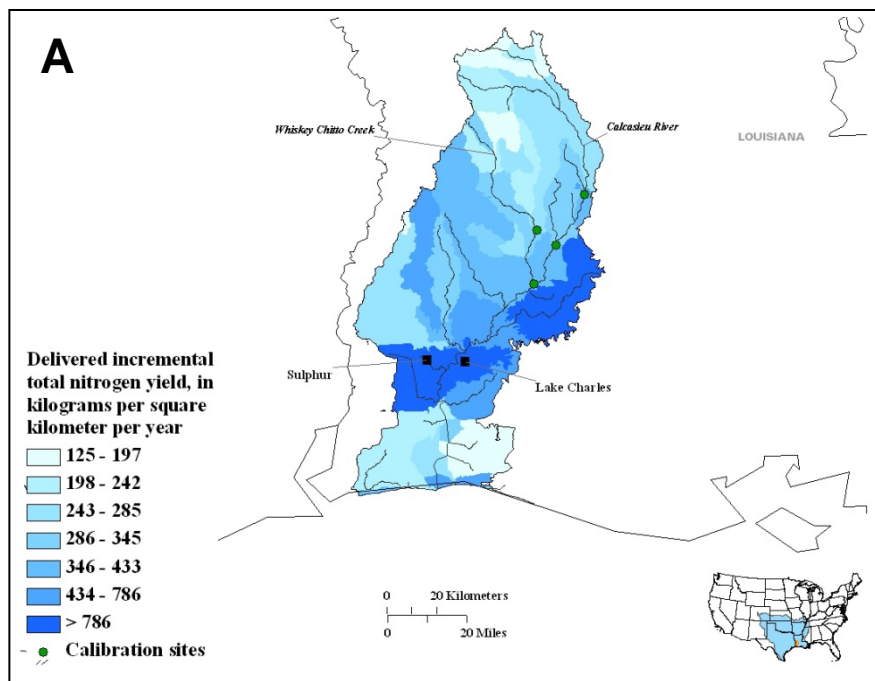 A
Whiskey Chitto Creek
Calcasieu River
LOUISIANA
Sulphur
Lake Charles
Delivered incremental
total nitrogen yield, in
kilograms per square
kilometer per year
125 - 197
198 - 242
243 - 285
286 - 345
346 - 433
434 - 786
> 786
Calibration sites
0 20 Kilometers
0 20 Miles